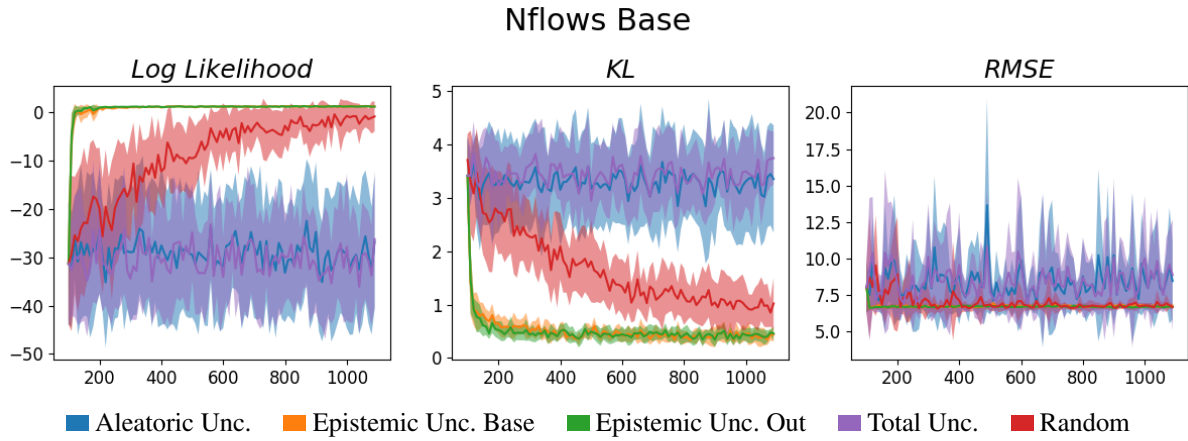 Nflows Base
Log Likelihood
0
−10
−20
−30
−40
−50
200 400 600 800 1000
KL
5
4
3
2
1
0
200 400 600 800 1000
RMSE
20.0
17.5
15.0
12.5
10.0
7.5
5.0
200 400 600 800 1000
Aleatoric Unc. Epistemic Unc. Base Epistemic Unc. Out Total Unc. Random